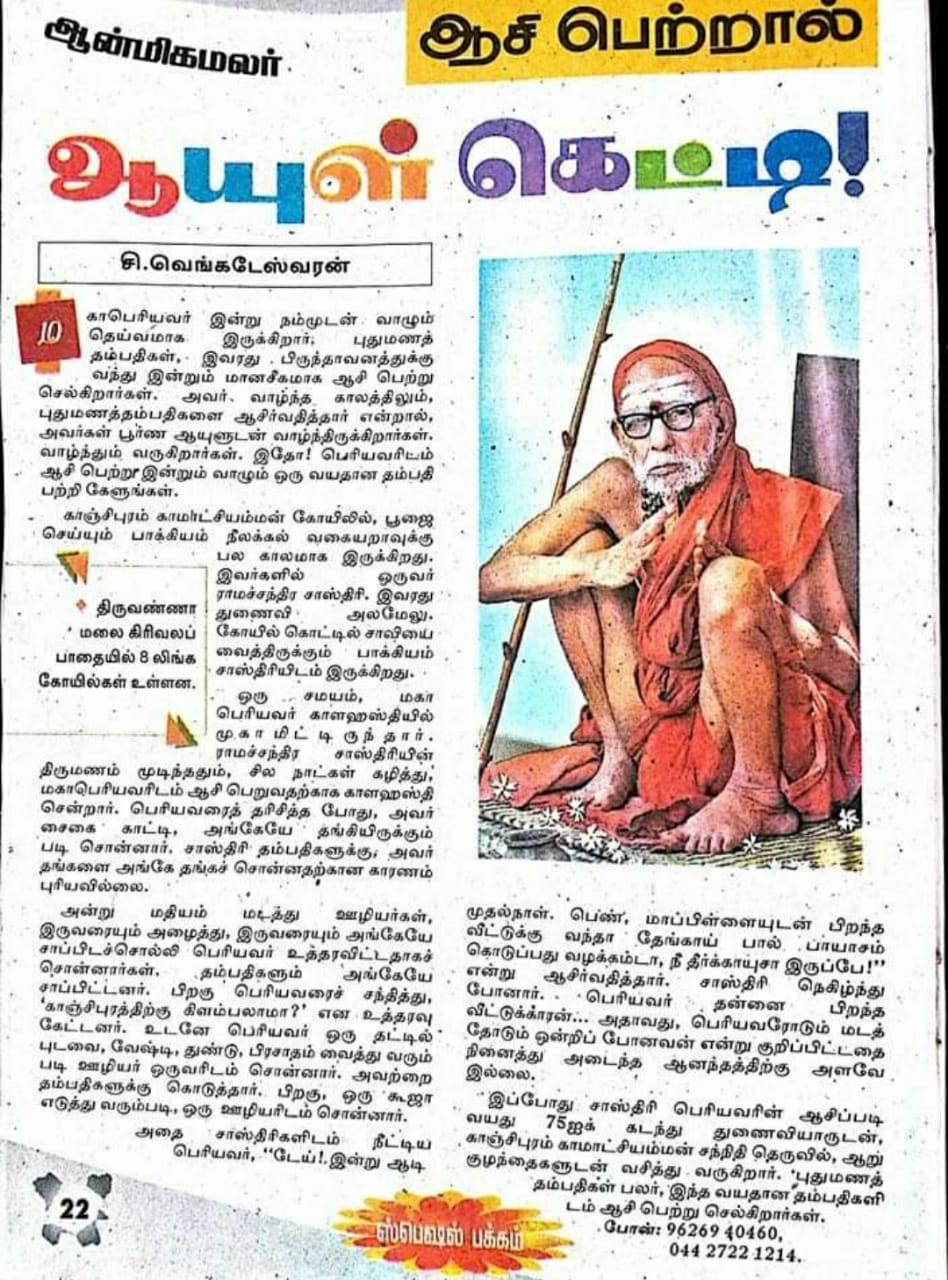 ஆன்மிகமலர்
ஆசி பெற்றால்
ஆயுள் கெட்டி!
சி.வெங்கடேஸ்வரன்
மகாபெரியவர் இன்று நம்முடன் வாழும்
தெய்வமாக இருக்கிறார். புதுமணத்
தம்பதிகள், இவரது பிருந்தாவனத்துக்கு
வந்து இன்றும் மானசீகமாக ஆசி பெற்று
செல்கிறார்கள். அவர் வாழ்ந்த காலத்திலும்,
புதுமணத்தம்பதிகளை ஆசிர்வதித்தார் என்றால்,
அவர்கள் பூர்ண ஆயுளுடன் வாழ்ந்திருக்கிறார்கள்.
வாழ்ந்தும் வருகிறார்கள். இதோ! பெரியவரிடம்
ஆசி பெற்று இன்றும் வாழும் ஒரு வயதான தம்பதி
பற்றி கேளுங்கள்.
காஞ்சிபுரம் காமாட்சியம்மன் கோயிலில், பூஜை
செய்யும் பாக்கியம் நீலக்கல் வகையறாவுக்கு
பல காலமாக இருக்கிறது.
இவர்களில் ஒருவர்
ராமச்சந்திர சாஸ்திரி. இவரது
துணைவி அலமேலு.
கோயில் கொட்டில் சாவியை
வைத்திருக்கும் பாக்கியம்
சாஸ்திரியிடம் இருக்கிறது.
திருவண்ணா
மலை கிரிவலப்
பாதையில் 8 லிங்க
கோயில்கள் உள்ளன.
ஒரு சமயம், மகா
பெரியவர் காளஹஸ்தியில்
முகாமிட்டிருந்தார்.
ராமச்சந்திர சாஸ்திரியின்
திருமணம் முடிந்ததும், சில நாட்கள் கழித்து,
மகாபெரியவரிடம் ஆசி பெறுவதற்காக காளஹஸ்தி
சென்றார். பெரியவரைத் தரிசித்த போது, அவர்
சைகை காட்டி, அங்கேயே தங்கியிருக்கும்
படி சொன்னார். சாஸ்திரி தம்பதிகளுக்கு, அவர்
தங்களை அங்கே தங்கச் சொன்னதற்கான காரணம்
புரியவில்லை.
அன்று மதியம் மடத்து ஊழியர்கள்,
இருவரையும் அழைத்து, இருவரையும் அங்கேயே
சாப்பிடச்சொல்லி பெரியவர் உத்தரவிட்டதாகச்
சொன்னார்கள். தம்பதிகளும் அங்கேயே
சாப்பிட்டனர். பிறகு பெரியவரைச் சந்தித்து,
'காஞ்சிபுரத்திற்கு கிளம்பலாமா?' என உத்தரவு
கேட்டனர். உடனே பெரியவர் ஒரு தட்டில்
புடவை, வேஷ்டி, துண்டு, பிரசாதம் வைத்து வரும்
படி ஊழியர் ஒருவரிடம் சொன்னார். அவற்றை
தம்பதிகளுக்கு கொடுத்தார். பிறகு, ஒரு கூஜா
எடுத்து வரும்படி, ஒரு ஊழியரிடம் சொன்னார்.
அதை சாஸ்திரிகளிடம் நீட்டிய
பெரியவர், "டேய்! இன்று ஆடி
முதல்நாள். பெண், மாப்பிள்ளையுடன் பிறந்த
வீட்டுக்கு வந்தா தேங்காய் பால் பாயாசம்
கொடுப்பது வழக்கம்டா, நீ தீர்க்காயுசா இருப்பே!"
என்று ஆசிர்வதித்தார். சாஸ்திரி நெகிழ்ந்து
போனார். பெரியவர் தன்னை பிறந்த
வீட்டுக்காரன்... அதாவது, பெரியவரோடும் மடத்
தோடும் ஒன்றிப் போனவன் என்று குறிப்பிட்டதை
நினைத்து அடைந்த ஆனந்தத்திற்கு அளவே
இல்லை.
இப்போது சாஸ்திரி பெரியவரின் ஆசிப்படி
வயது 75ஐக் கடந்து துணைவியாருடன்,
காஞ்சிபுரம் காமாட்சியம்மன் சந்நிதி தெருவில், ஆறு
குழந்தைகளுடன் வசித்து வருகிறார். புதுமணத்
தம்பதிகள் பலர், இந்த வயதான தம்பதிகளி
டம் ஆசி பெற்று செல்கிறார்கள்.
போன்: 96269 40460,
044 2722 1214.
22
ஸ்பெஷல் பக்கம்